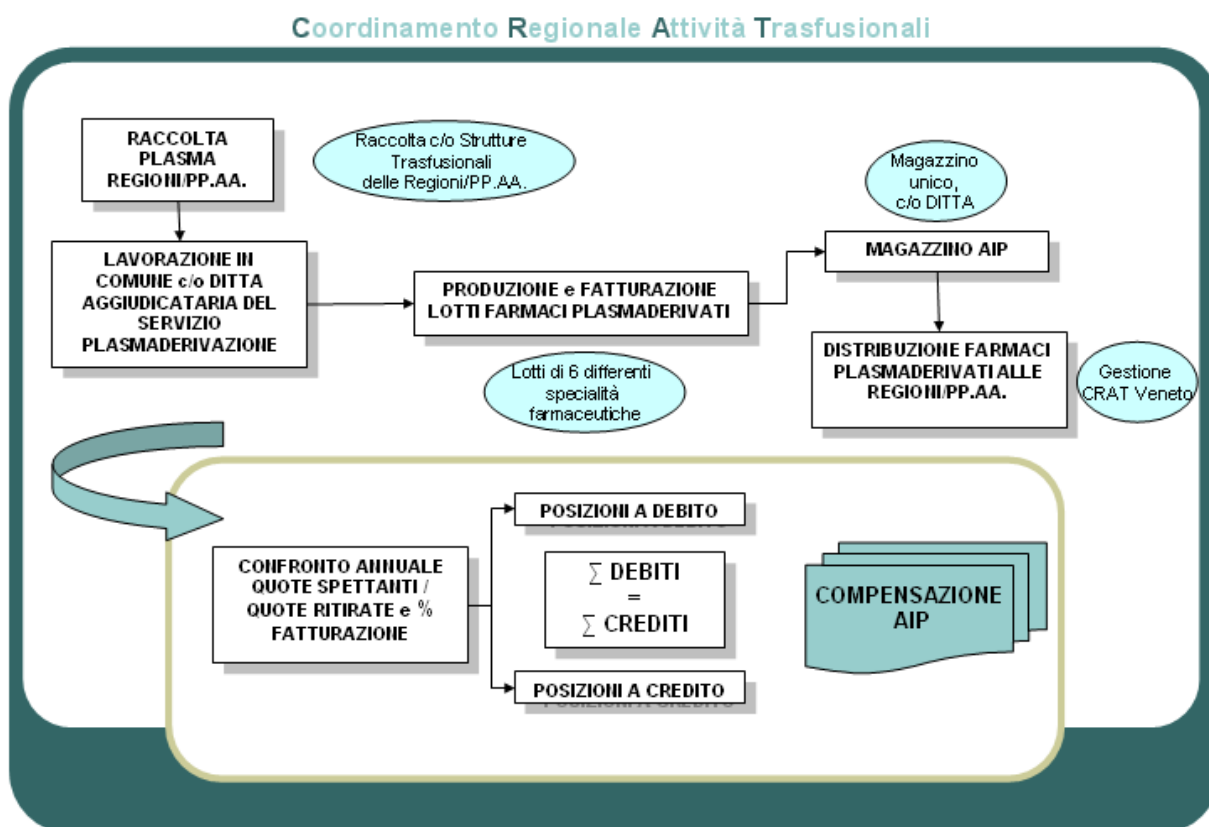 Coordinamento Regionale Attività Trasfusionali
RACCOLTA
PLASMA
REGIONI/PP.AA.
Raccolta c/o Strutture
Trasfusionali
delle Regioni/PP.AA.
Magazzino
unico,
c/o DITTA
LAVORAZIONE IN
COMUNE c/o DITTA
AGGIUDICATARIA DEL
SERVIZIO
PLASMADERIVAZIONE
PRODUZIONE e FATTURAZIONE
LOTTI FARMACI PLASMADERIVATI
MAGAZZINO AIP
Lotti di 6 differenti
specialità
farmaceutiche
DISTRIBUZIONE FARMACI
PLASMADERIVATI ALLE
REGIONI/PP.AA.
Gestione
CRAT Veneto
CONFRONTO ANNUALE
QUOTE SPETTANTI /
QUOTE RITIRATE e %
FATTURAZIONE
POSIZIONI A DEBITO
∑ DEBITI
=
∑ CREDITI
POSIZIONI A CREDITO
COMPENSAZIONE
AIP